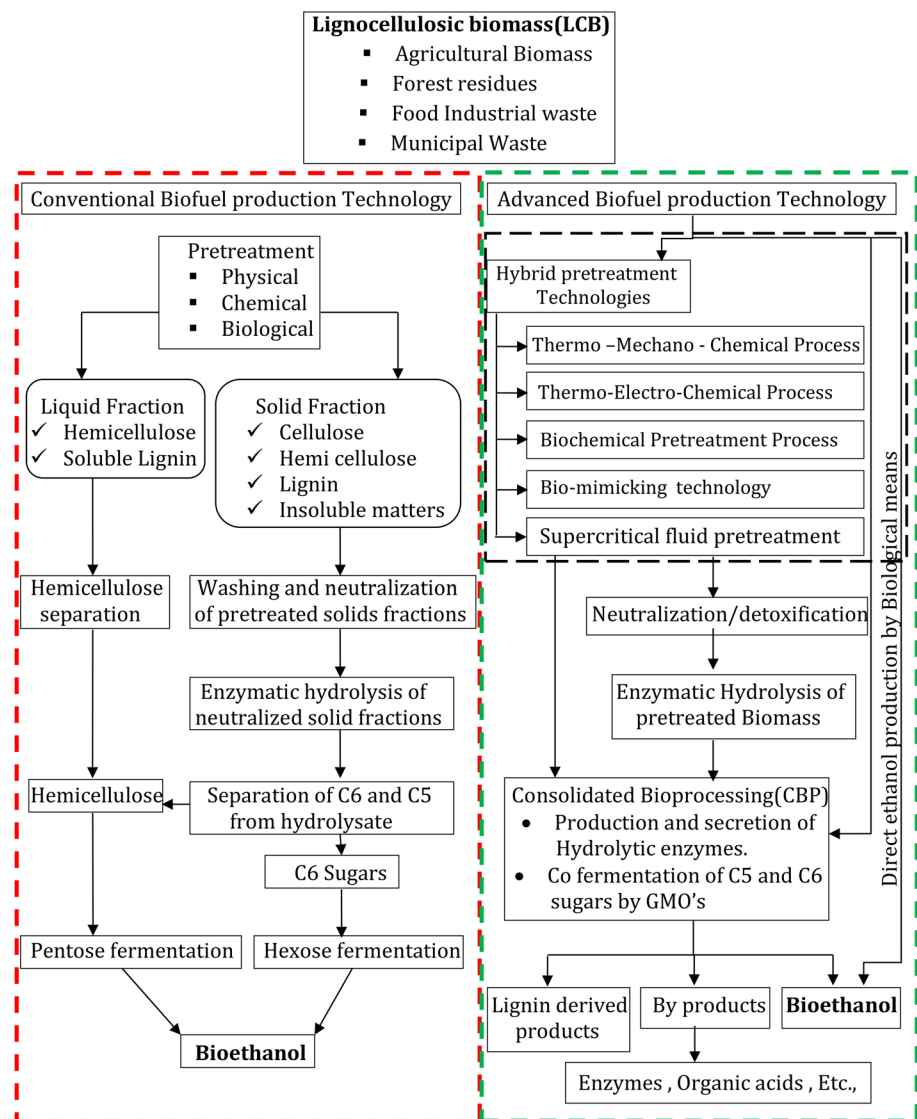 Lignocellulosic biomass(LCB)
▪ Agricultural Biomass
▪ Forest residues
▪ Food Industrial waste
▪ Municipal Waste
Conventional Biofuel production Technology
Pretreatment
▪ Physical
▪ Chemical
▪ Biological
Liquid Fraction
✓ Hemicellulose
✓ Soluble Lignin
Solid Fraction
✓ Cellulose
✓ Hemi cellulose
✓ Lignin
✓ Insoluble matters
Hemicellulose
separation
Washing and neutralization
of pretreated solids fractions
Enzymatic hydrolysis of
neutralized solid fractions
Hemicellulose
Separation of C6 and C5
from hydrolysate
C6 Sugars
Pentose fermentation
Hexose fermentation
Bioethanol
Advanced Biofuel production Technology
Hybrid pretreatment
Technologies
Thermo –Mechano - Chemical Process
Thermo-Electro-Chemical Process
Biochemical Pretreatment Process
Bio-mimicking technology
Supercritical fluid pretreatment
Neutralization/detoxification
Enzymatic Hydrolysis of
pretreated Biomass
Consolidated Bioprocessing(CBP)
• Production and secretion of
Hydrolytic enzymes.
• Co fermentation of C5 and C6
sugars by GMO's
Direct ethanol production by Biological means
Lignin derived
products
By products
Bioethanol
Enzymes , Organic acids , Etc.,